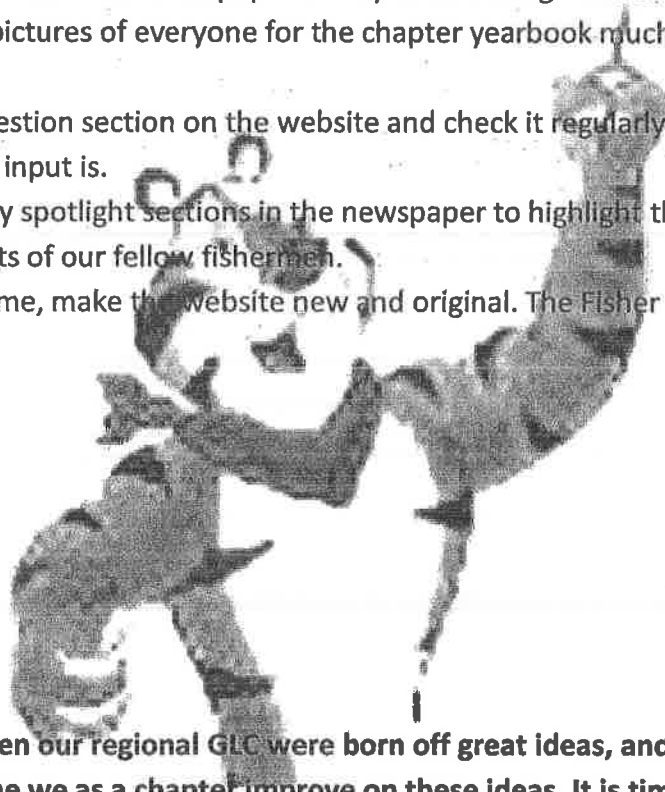 pictures of everyone for the chapter yearbook much
estion section on the website and check it regularly
input is.
y spotlight sections in the newspaper to highlight th
ts of our fellow fishermen.
me, make the website new and original. The Fisher
en our regional GLC were born off great ideas, and
we as a chapter improve on these ideas. It is tim